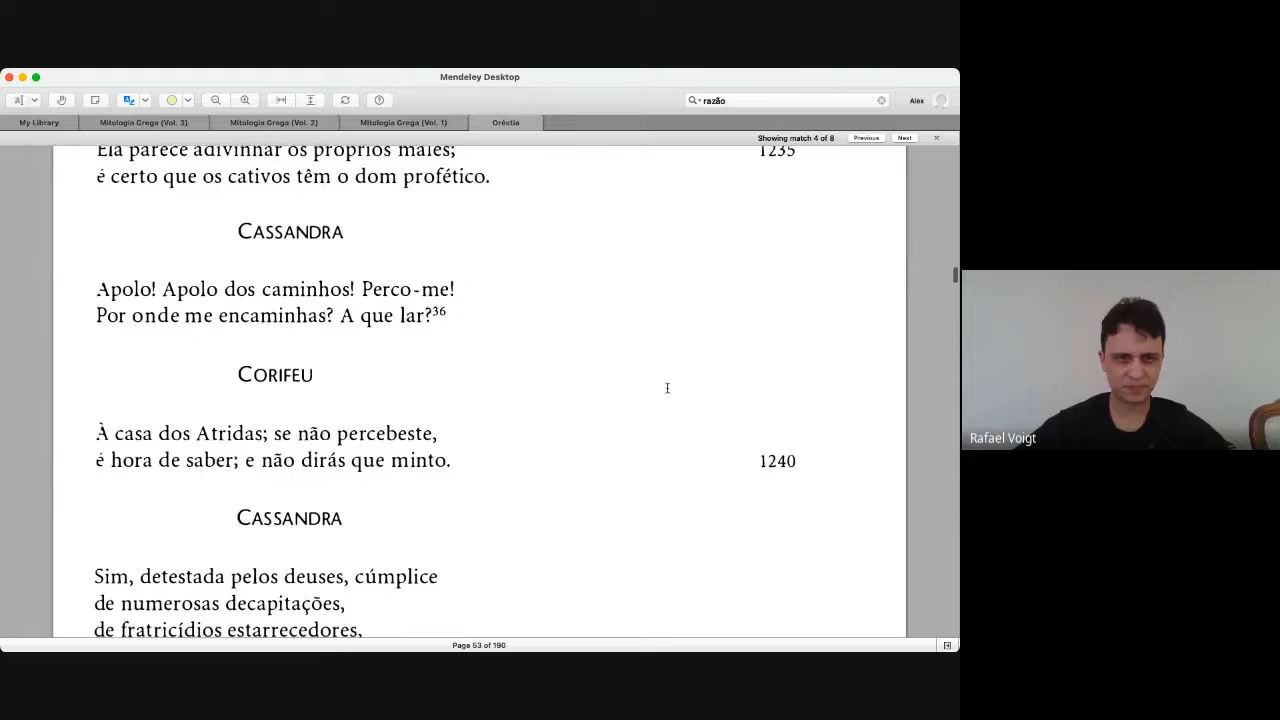 Mendeley Desktop
razão
Alex
My Library
Mitologia Grega (Vol. 3)
Mitologia Grega (Vol. 2)
Mitologia Grega (Vol. 1)
Oréstia
Showing match 4 of 8
Previous
Next
Ela parece adivinhar os próprios males; 1235
é certo que os cativos têm o dom profético.
CASSANDRA
Apolo! Apolo dos caminhos! Perco-me!
Por onde me encaminhas? A que lar?³⁶
CORIFEU
À casa dos Atridas; se não percebeste,
é hora de saber; e não dirás que minto. 1240
CASSANDRA
Sim, detestada pelos deuses, cúmplice
de numerosas decapitações,
de fratricídios estarrecedores,
Page 53 of 190
Rafael Voigt